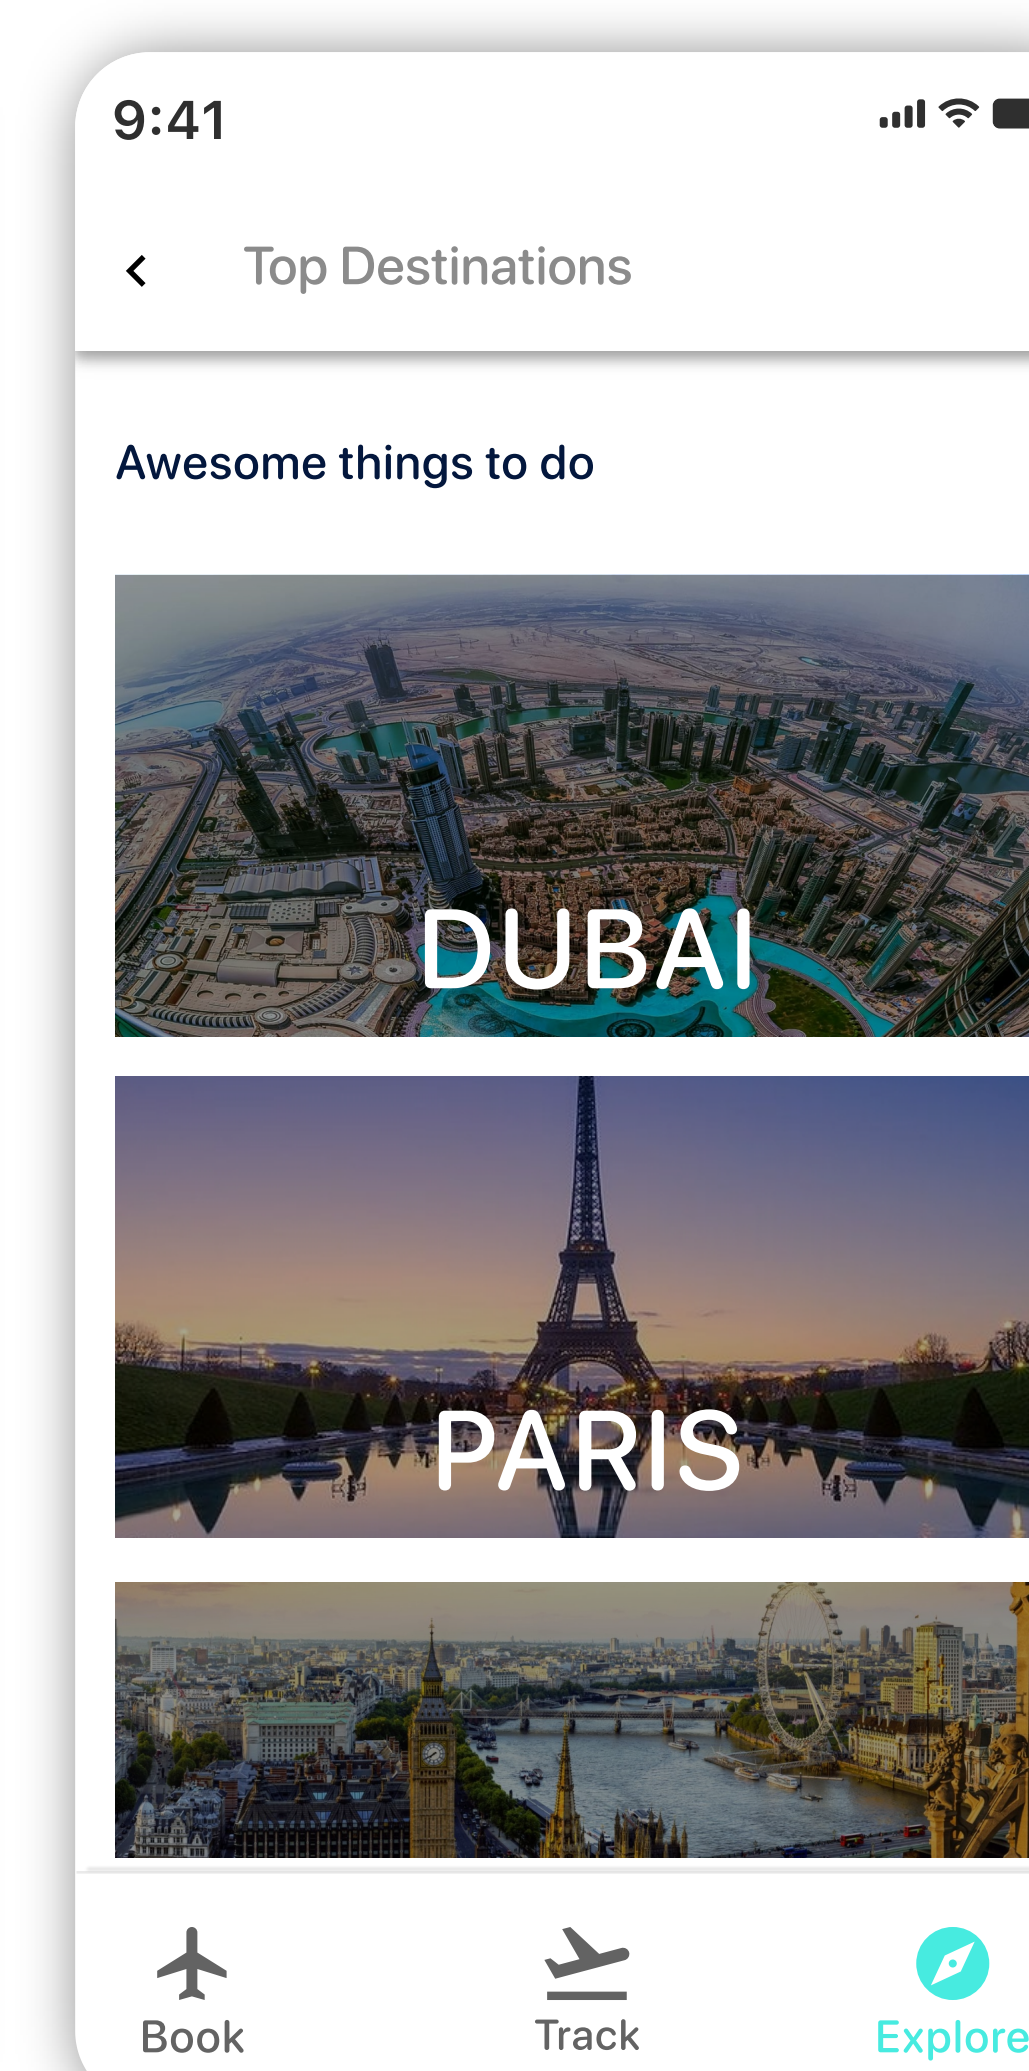 9:41
Top Destinations
Awesome things to do
DUBAI
PARIS
Book
Track
Explore